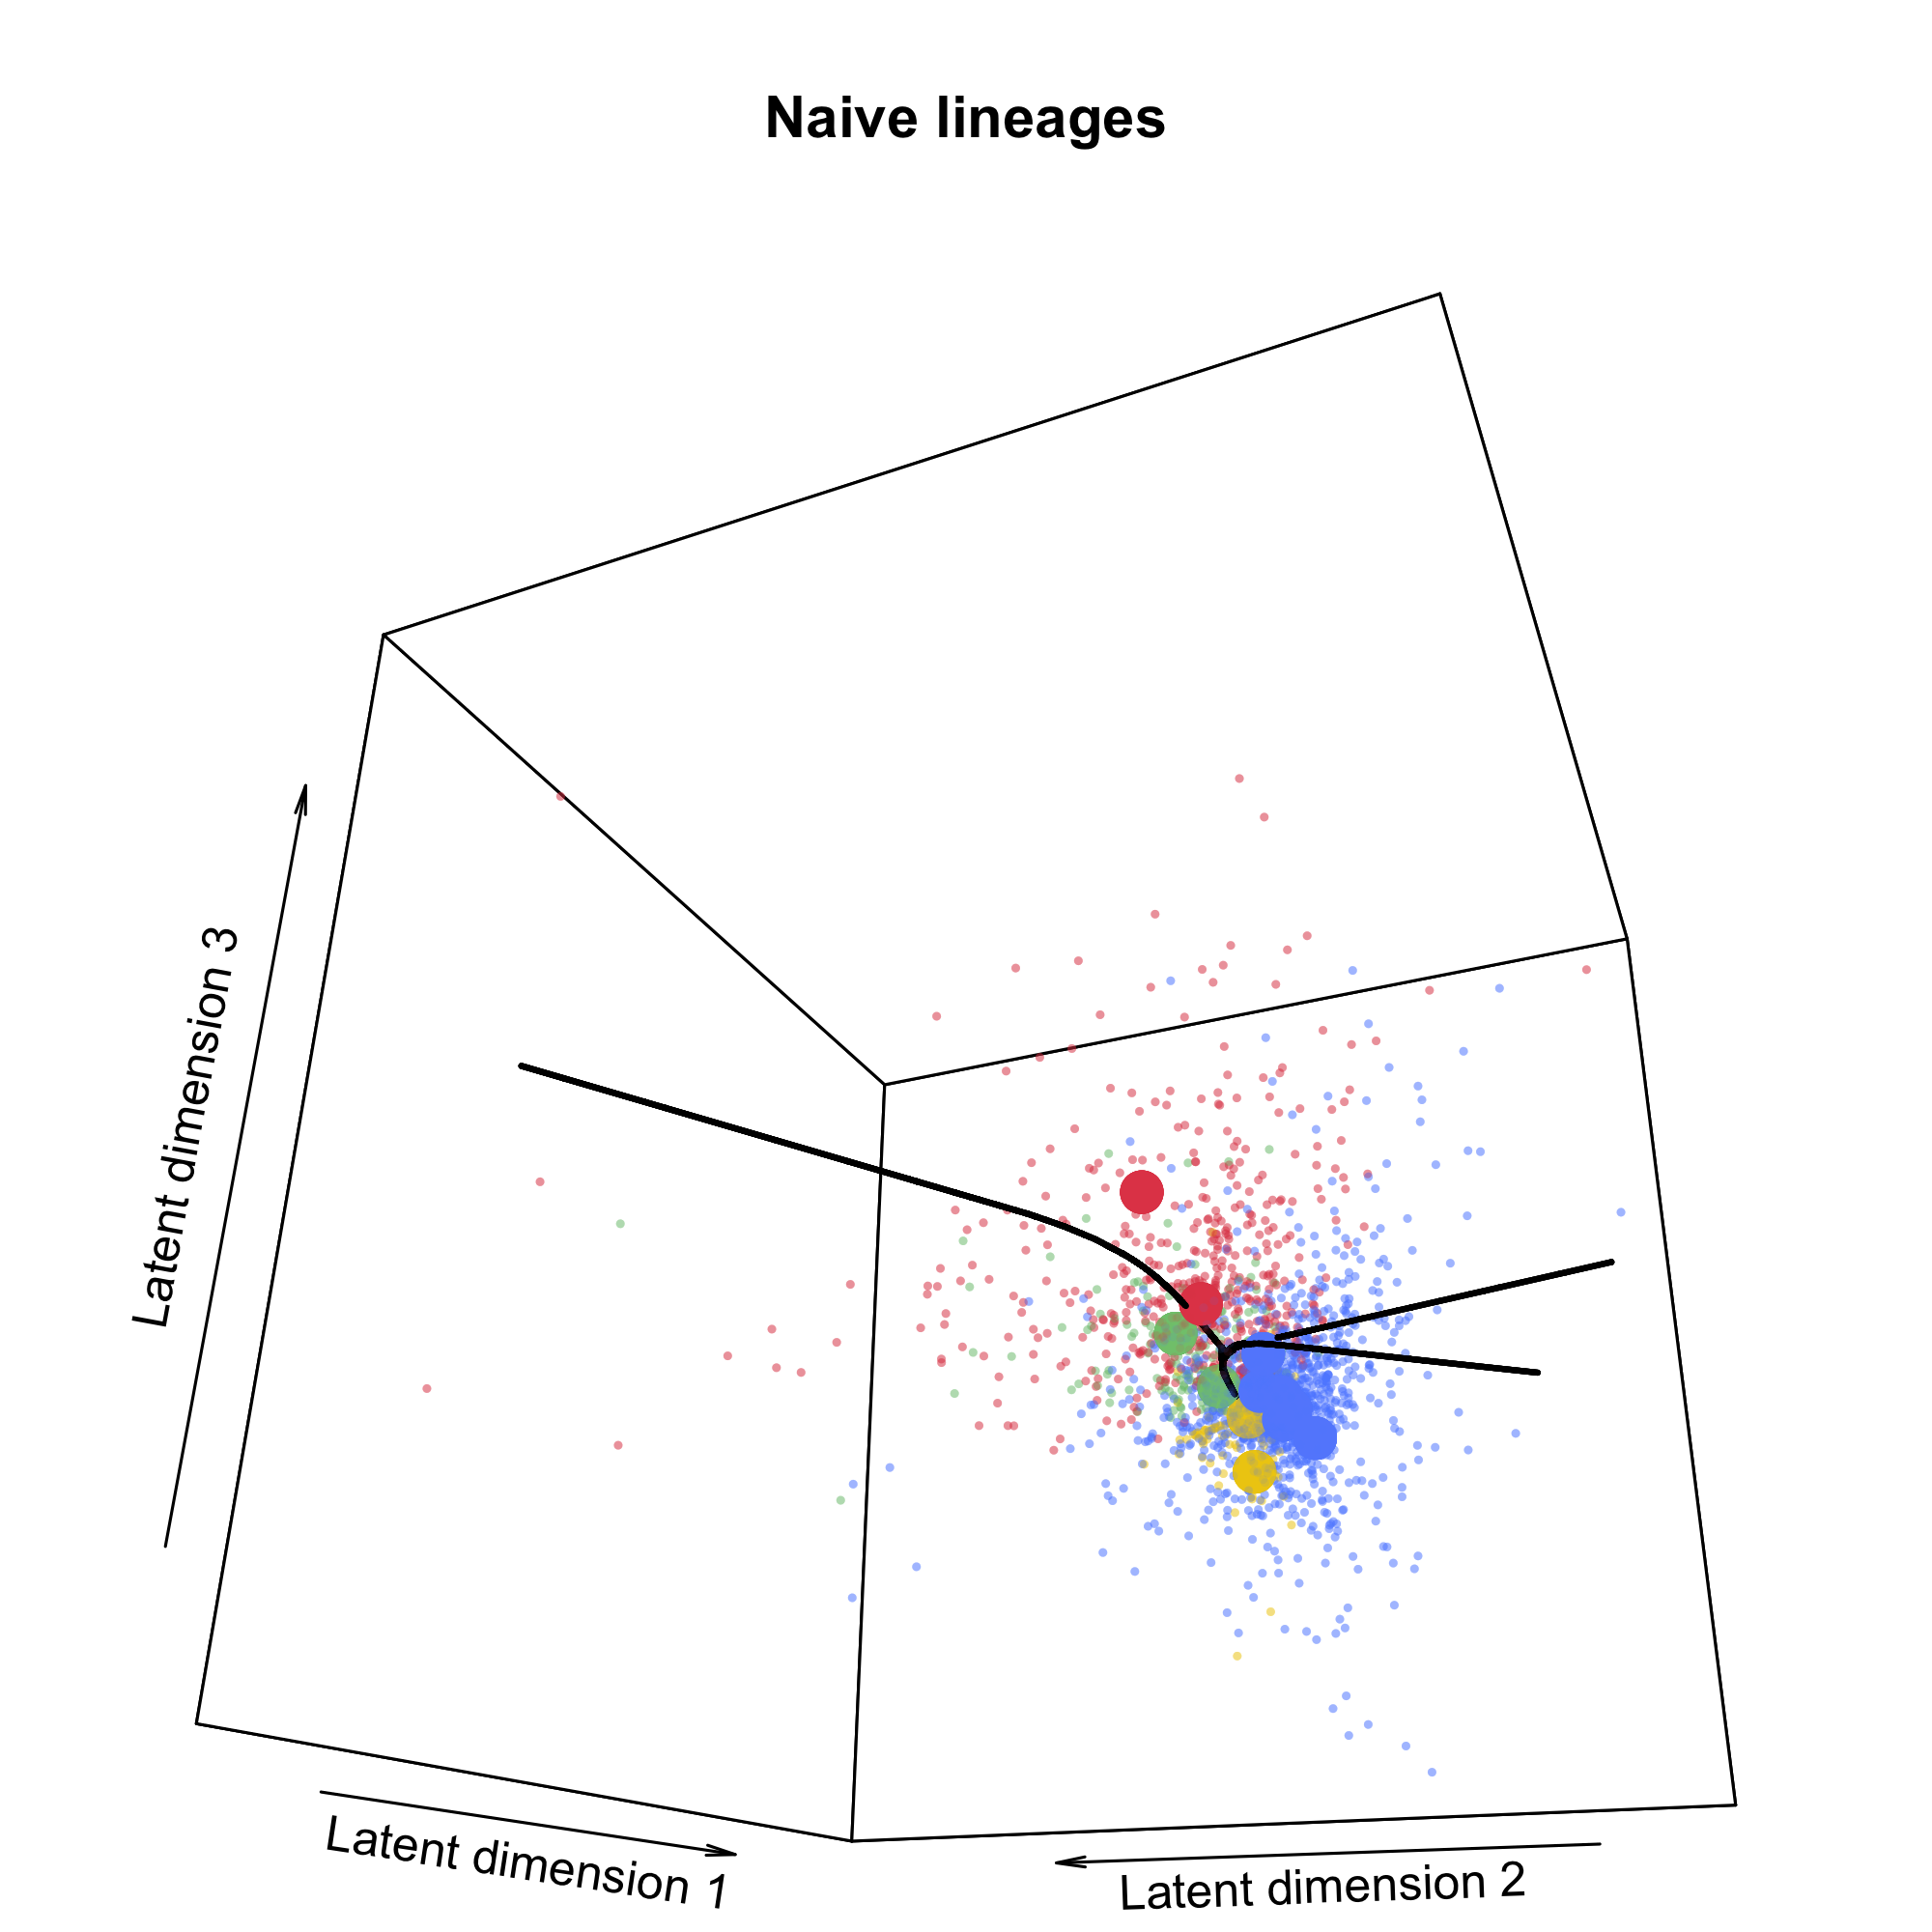 Naive lineages
Latent dimension 3
Latent dimension 1
Latent dimension 2